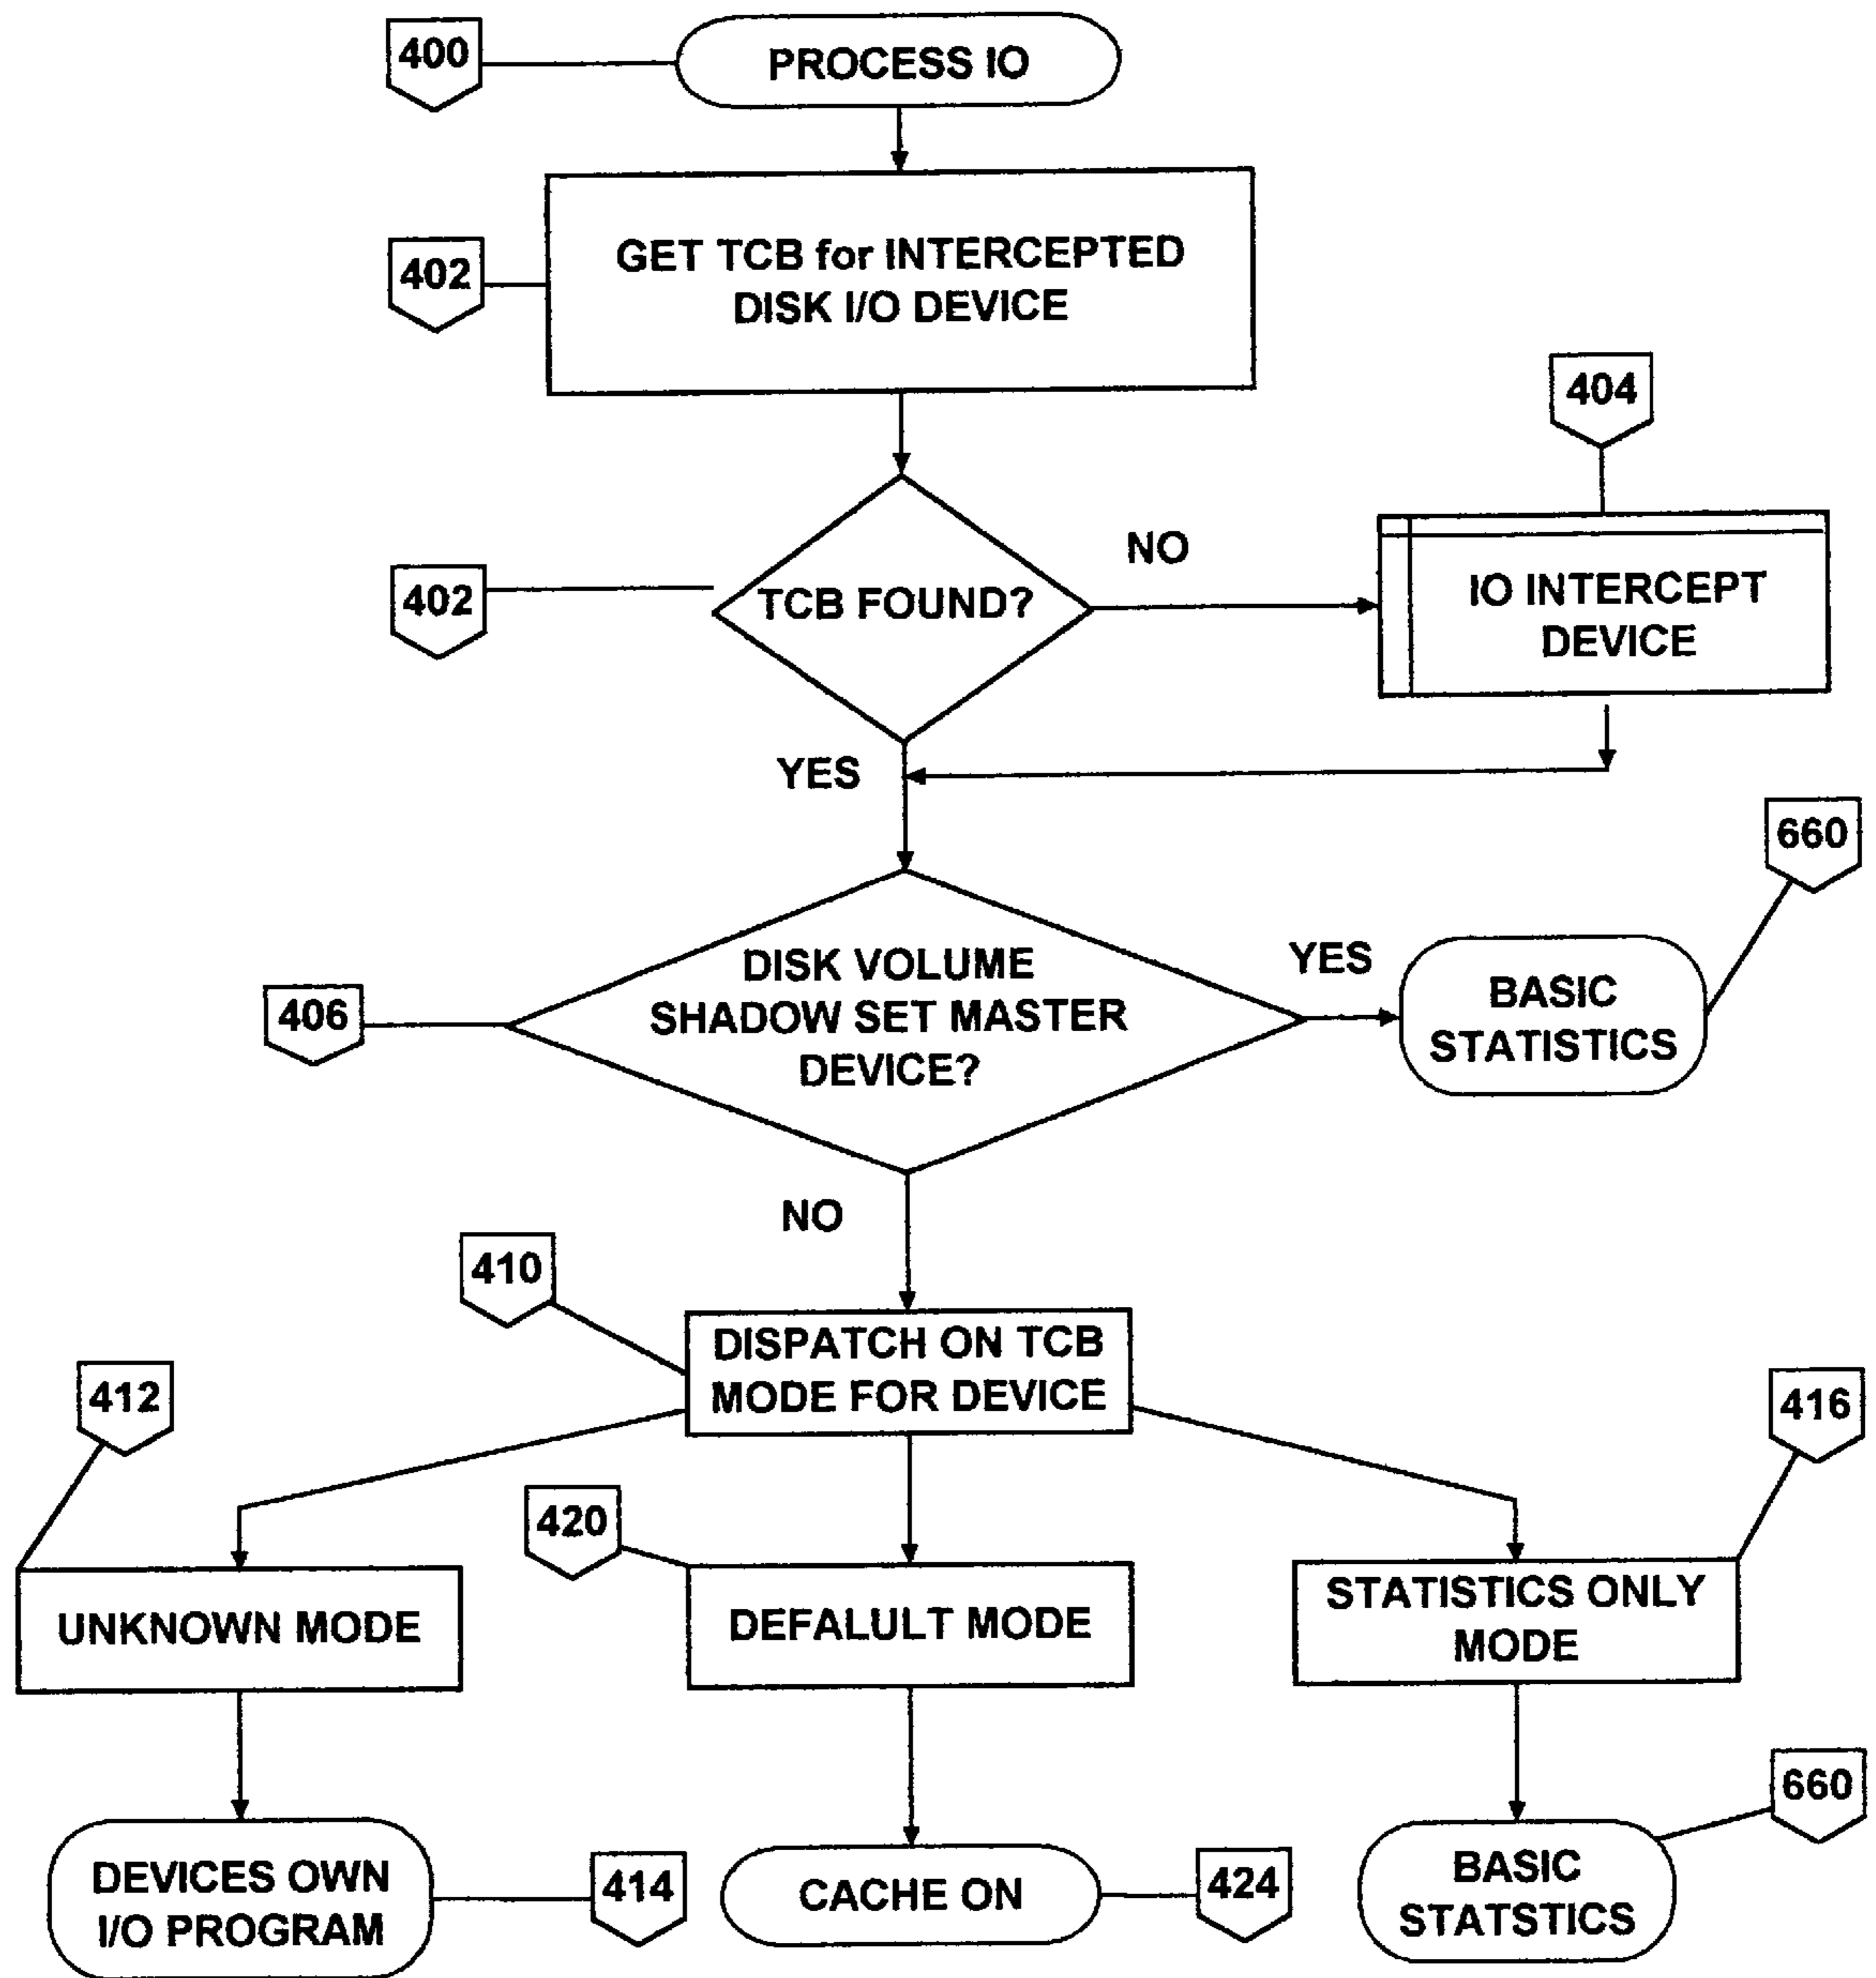 400
PROCESS IO
402
GET TCB for INTERCEPTED
DISK I/O DEVICE
404
402
TCB FOUND?
NO
IO INTERCEPT
DEVICE
YES
660
406
DISK VOLUME
SHADOW SET MASTER
DEVICE?
YES
BASIC
STATISTICS
NO
410
DISPATCH ON TCB
MODE FOR DEVICE
412
416
420
UNKNOWN MODE
DEFALULT MODE
STATISTICS ONLY
MODE
660
DEVICES OWN
I/O PROGRAM
414
CACHE ON
424
BASIC
STATSTICS